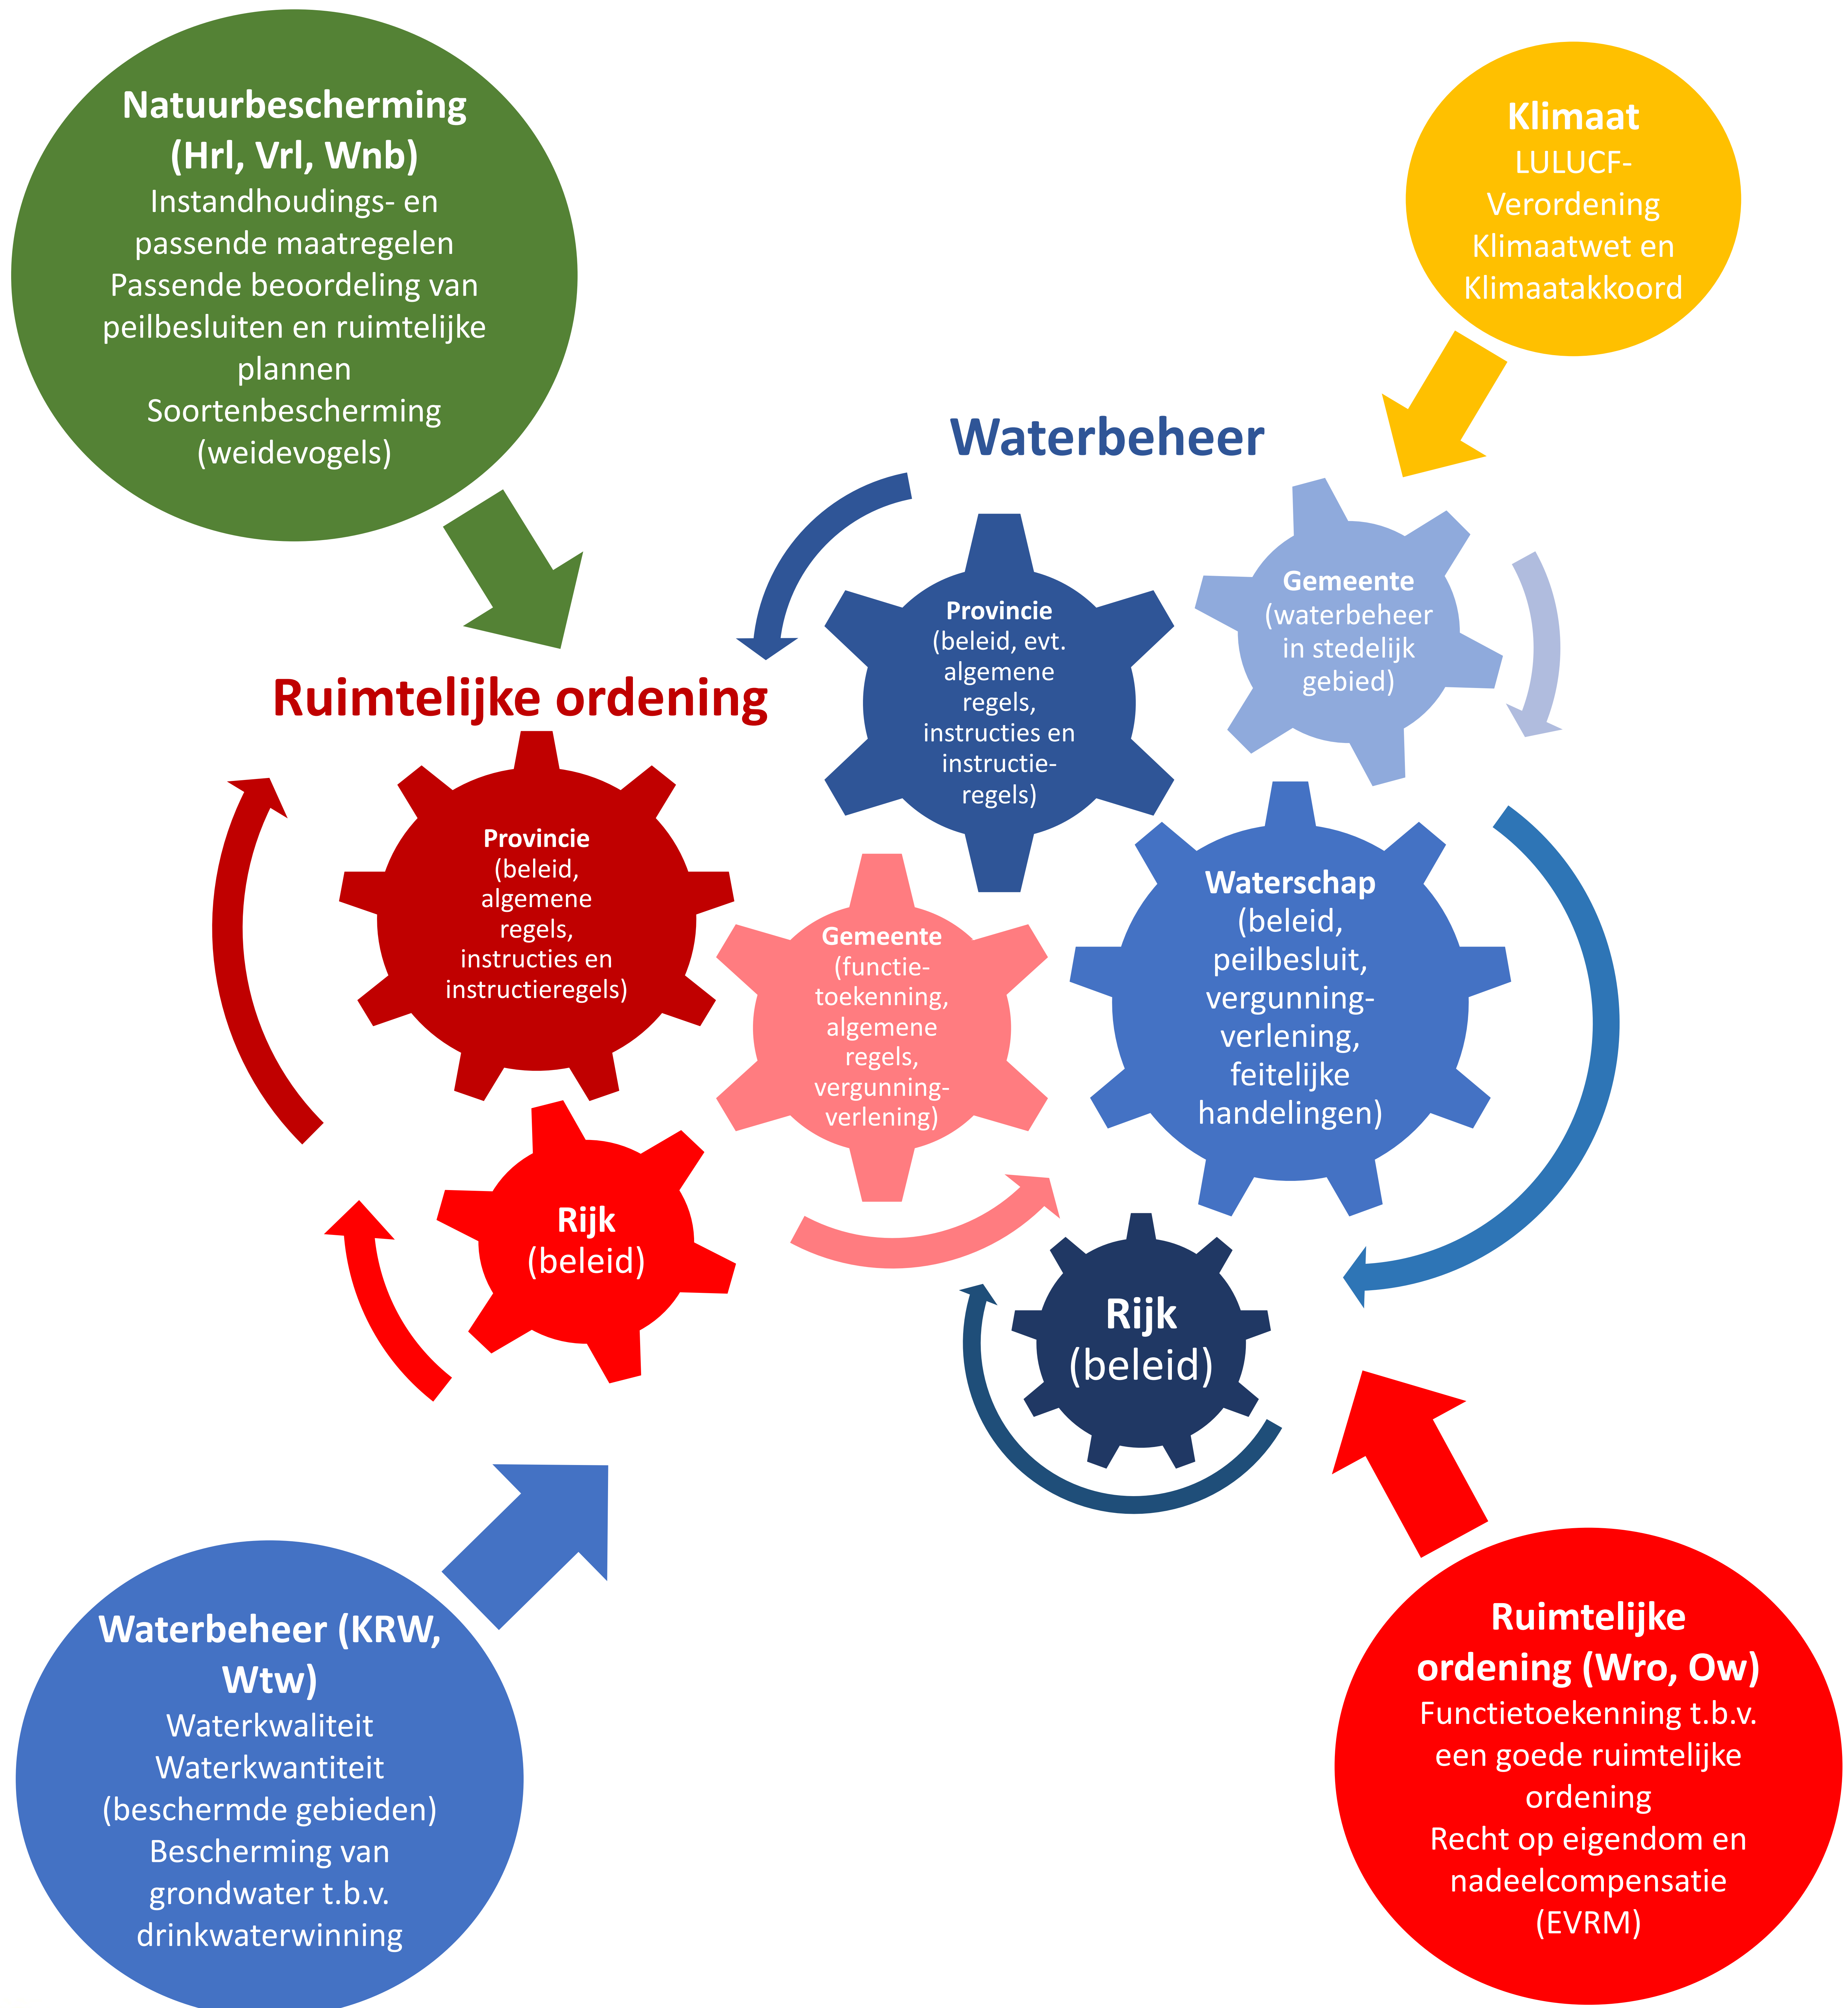 Natuurbescherming
(Hrl, Vrl, Wnb)
Instandhoudings- en
passende maatregelen
Passende beoordeling van
peilbesluiten en ruimtelijke
plannen
Soortenbescherming
(weidevogels)
Klimaat
LULUCF-
Verordening
Klimaatwet en
Klimaatakkoord
Waterbeheer
Provincie
(beleid, evt.
algemene
regels,
instructies en
instructie-
regels)
Gemeente
(waterbeheer
in stedelijk
gebied)
Ruimtelijke ordening
Provincie
(beleid,
algemene
regels,
instructies en
instructieregels)
Gemeente
(functie-
toekenning,
algemene
regels,
vergunning-
verlening)
Waterschap
(beleid,
peilbesluit,
vergunning-
verlening,
feitelijke
handelingen)
Rijk
(beleid)
Rijk
(beleid)
Waterbeheer (KRW,
Wtw)
Waterkwaliteit
Waterkwantiteit
(beschermde gebieden)
Bescherming van
grondwater t.b.v.
drinkwaterwinning
Ruimtelijke
ordening (Wro, Ow)
Functietoekenning t.b.v.
een goede ruimtelijke
ordening
Recht op eigendom en
nadeelcompensatie
(EVRM)